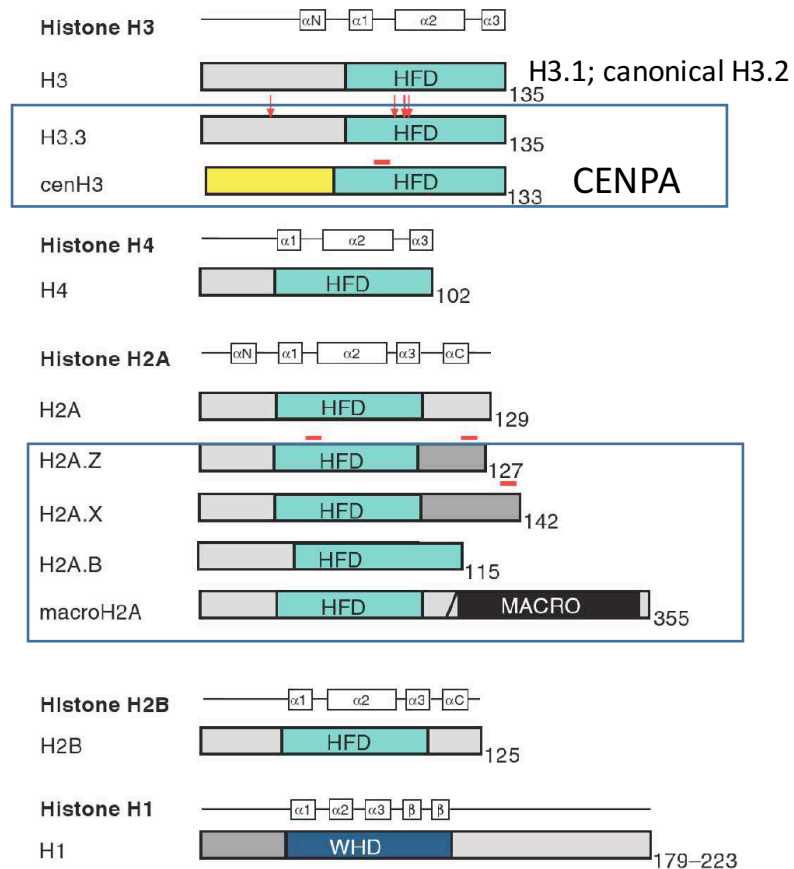 Histone H3 αN α1 α2 α3
H3 HFD 135 H3.1; canonical H3.2
H3.3 HFD 135
cenH3 HFD 133 CENPA
Histone H4 α1 α2 α3
H4 HFD 102
Histone H2A αN α1 α2 α3 αC
H2A HFD 129
H2A.Z HFD 127
H2A.X HFD 142
H2A.B HFD 115
macroH2A HFD MACRO 355
Histone H2B α1 α2 α3 αC
H2B HFD 125
Histone H1 α1 α2 α3 β β
H1 WHD 179–223